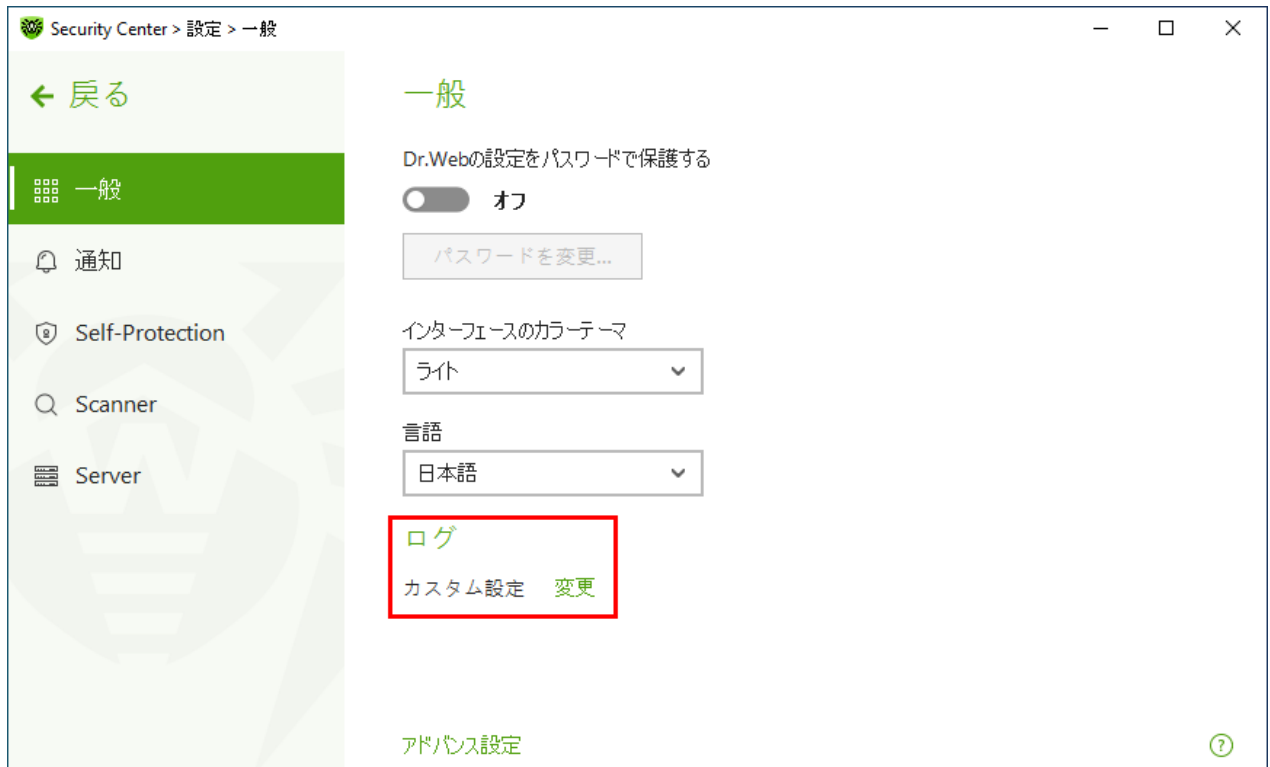 Security Center > 設定 > 一般
戻る
一般
通知
Self-Protection
Scanner
Server
一般
Dr.Webの設定をパスワードで保護する
オフ
パスワードを変更...
インターフェースのカラーテーマ
ライト
言語
日本語
ログ
カスタム設定 変更
アドバンス設定
?